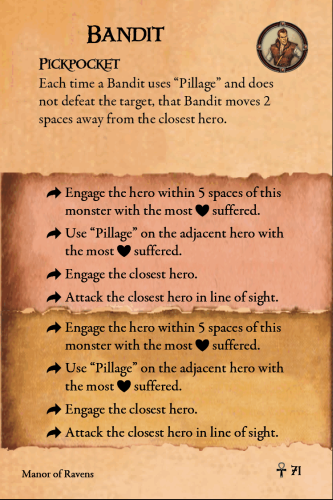 BANDIT
PICKPOCKET
Each time a Bandit uses “Pillage” and does
not defeat the target, that Bandit moves 2
spaces away from the closest hero.
Engage the hero within 5 spaces of this
monster with the most ♥ suffered.
Use “Pillage” on the adjacent hero with
the most ♥ suffered.
Engage the closest hero.
Attack the closest hero in line of sight.
Engage the hero within 5 spaces of this
monster with the most ♥ suffered.
Use “Pillage” on the adjacent hero with
the most ♥ suffered.
Engage the closest hero.
Attack the closest hero in line of sight.
Manor of Ravens
71